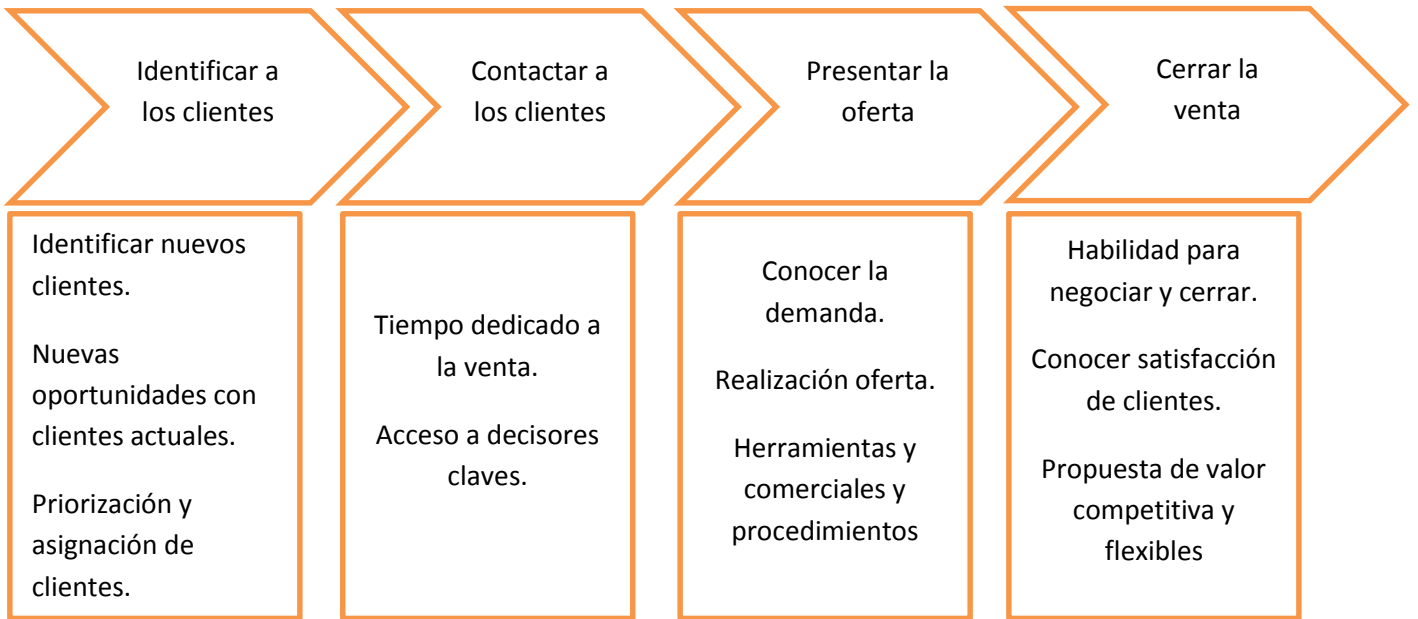 Identificar a
los clientes
Contactar a
los clientes
Presentar la
oferta
Cerrar la
venta
Identificar nuevos
clientes.
Nuevas
oportunidades con
clientes actuales.
Priorización y
asignación de
clientes.
Tiempo dedicado a
la venta.
Acceso a decisores
claves.
Conocer la
demanda.
Realización oferta.
Herramientas y
comerciales y
procedimientos
Habilidad para
negociar y cerrar.
Conocer satisfacción
de clientes.
Propuesta de valor
competitiva y
flexibles